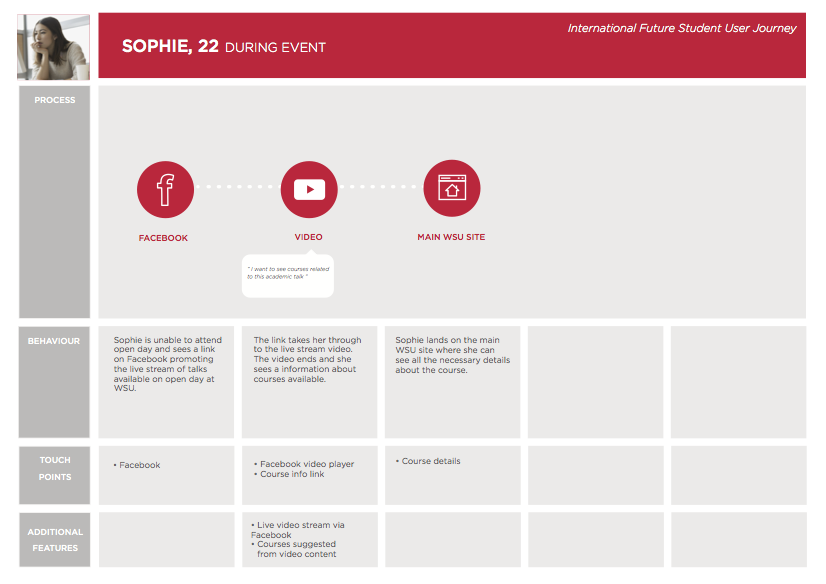 SOPHIE, 22 DURING EVENT
International Future Student User Journey
PROCESS
FACEBOOK
VIDEO
MAIN WSU SITE
" I want to see courses related
to this academic talk "
BEHAVIOUR
Sophie is unable to attend
open day and sees a link
on Facebook promoting
the live stream of talks
available on open day at
WSU.
The link takes her through
to the live stream video.
The video ends and she
sees a information about
courses available.
Sophie lands on the main
WSU site where she can
see all the necessary details
about the course.
TOUCH
POINTS
• Facebook
• Facebook video player
• Course info link
• Course details
ADDITIONAL
FEATURES
• Live video stream via
Facebook
• Courses suggested
from video content